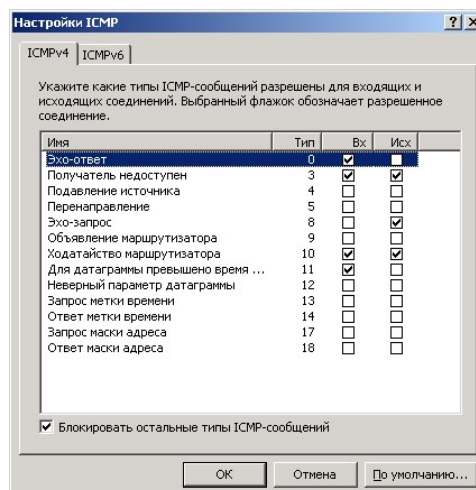 Настройки ICMP
ICMPv4 ICMPv6
Укажите какие типы ICMP-сообщений разрешены для входящих и
исходящих соединений. Выбранный флажок обозначает разрешенное
соединение.
Имя Тип Вх Исх
Эхо-ответ 0
Получатель недоступен 3
Подавление источника 4
Перенаправление 5
Эхо-запрос 8
Объявление маршрутизатора 9
Ходатайство маршрутизатора 10
Для датаграммы превышено время ... 11
Неверный параметр датаграммы 12
Запрос метки времени 13
Ответ метки времени 14
Запрос маски адреса 17
Ответ маски адреса 18
Блокировать остальные типы ICMP-сообщений
OK Отмена По умолчанию...